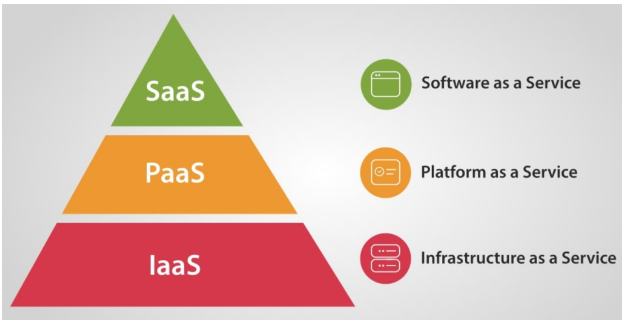 SaaS
Software as a Service
PaaS
Platform as a Service
IaaS
Infrastructure as a Service